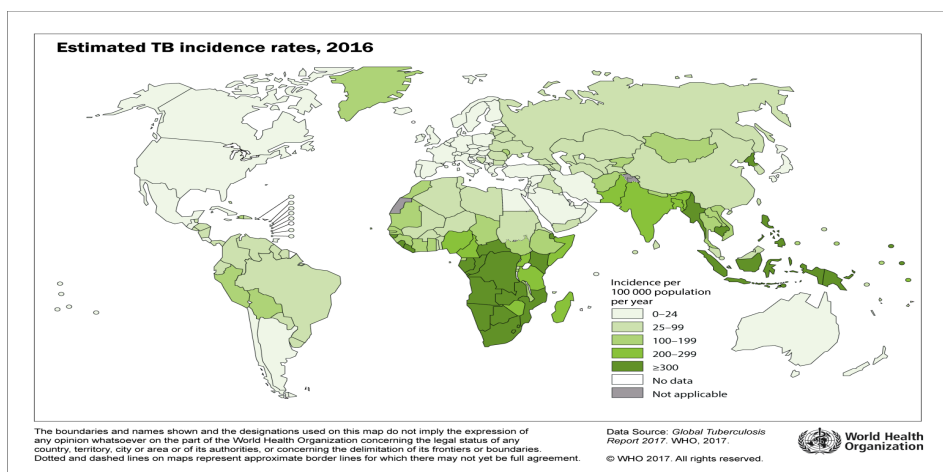 Estimated TB incidence rates, 2016
Incidence per
100 000 population
per year
0–24
25–99
100–199
200–299
≥300
No data
Not applicable
The boundaries and names shown and the designations used on this map do not imply the expression of
any opinion whatsoever on the part of the World Health Organization concerning the legal status of any
country, territory, city or area or of its authorities, or concerning the delimitation of its frontiers or boundaries.
Dotted and dashed lines on maps represent approximate border lines for which there may not yet be full agreement.
Data Source: Global Tuberculosis
Report 2017. WHO, 2017.
© WHO 2017. All rights reserved.
World Health
Organization